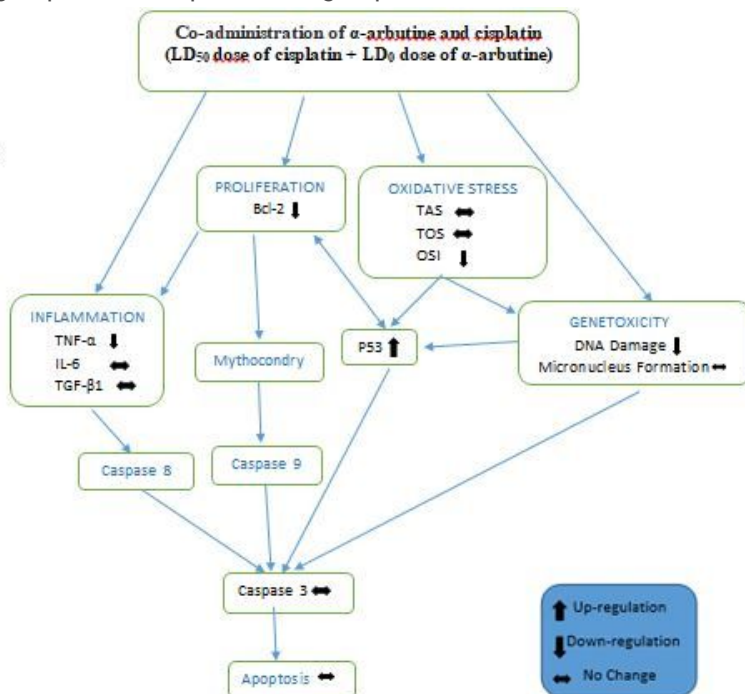 Co-administration of α-arbutine and cisplatin
(LD50 dose of cisplatin + LD0 dose of α-arbutine)
PROLIFERATION
Bcl-2
OXIDATIVE STRESS
TAS
TOS
OSI
INFLAMMATION
TNF-α
IL-6
TGF-β1
Mythocondry
P53
GENETOXICITY
DNA Damage
Micronucleus Formation
Caspase 8
Caspase 9
Caspase 3
Apoptosis
Up-regulation
Down-regulation
No Change